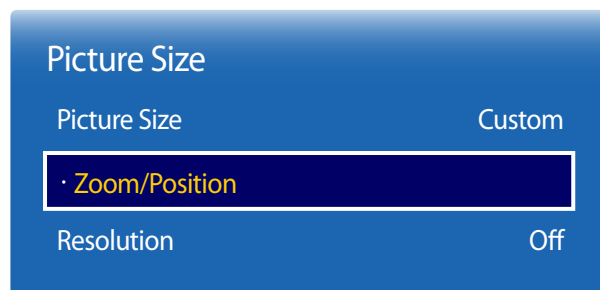 Picture Size
Picture Size Custom
· Zoom/Position
Resolution Off